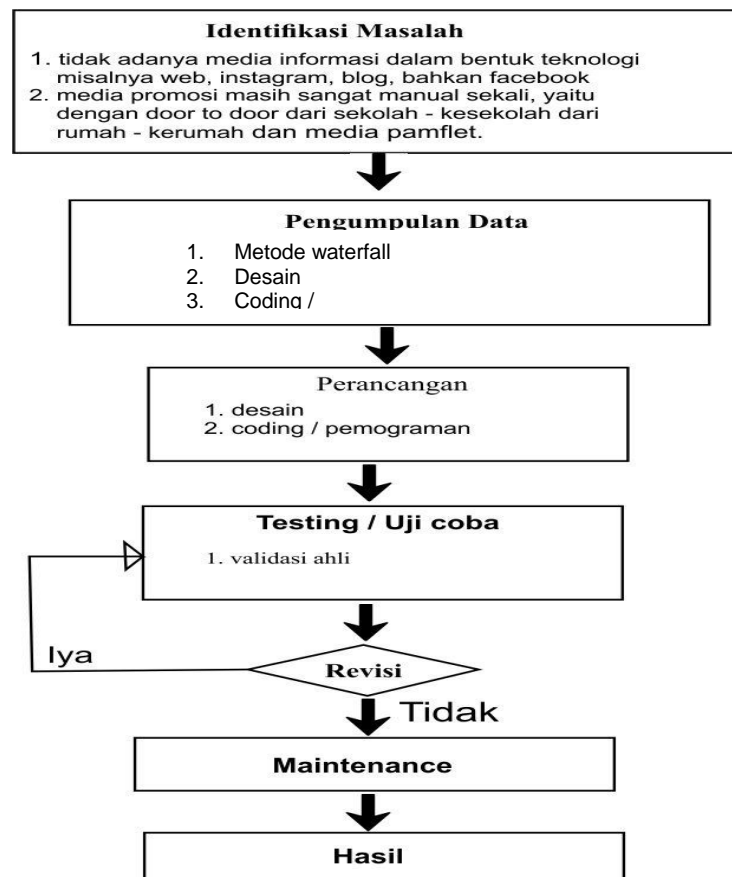 Identifikasi Masalah
1. tidak adanya media informasi dalam bentuk teknologi
misalnya web, instagram, blog, bahkan facebook
2. media promosi masih sangat manual sekali, yaitu
dengan door to door dari sekolah - kesekolah dari
rumah - kerumah dan media pamflet.
Pengumpulan Data
1. Metode waterfall
2. Desain
3. Coding /
Perancangan
1. desain
2. coding / pemograman
Testing / Uji coba
1. validasi ahli
Iya
Revisi
Tidak
Maintenance
Hasil